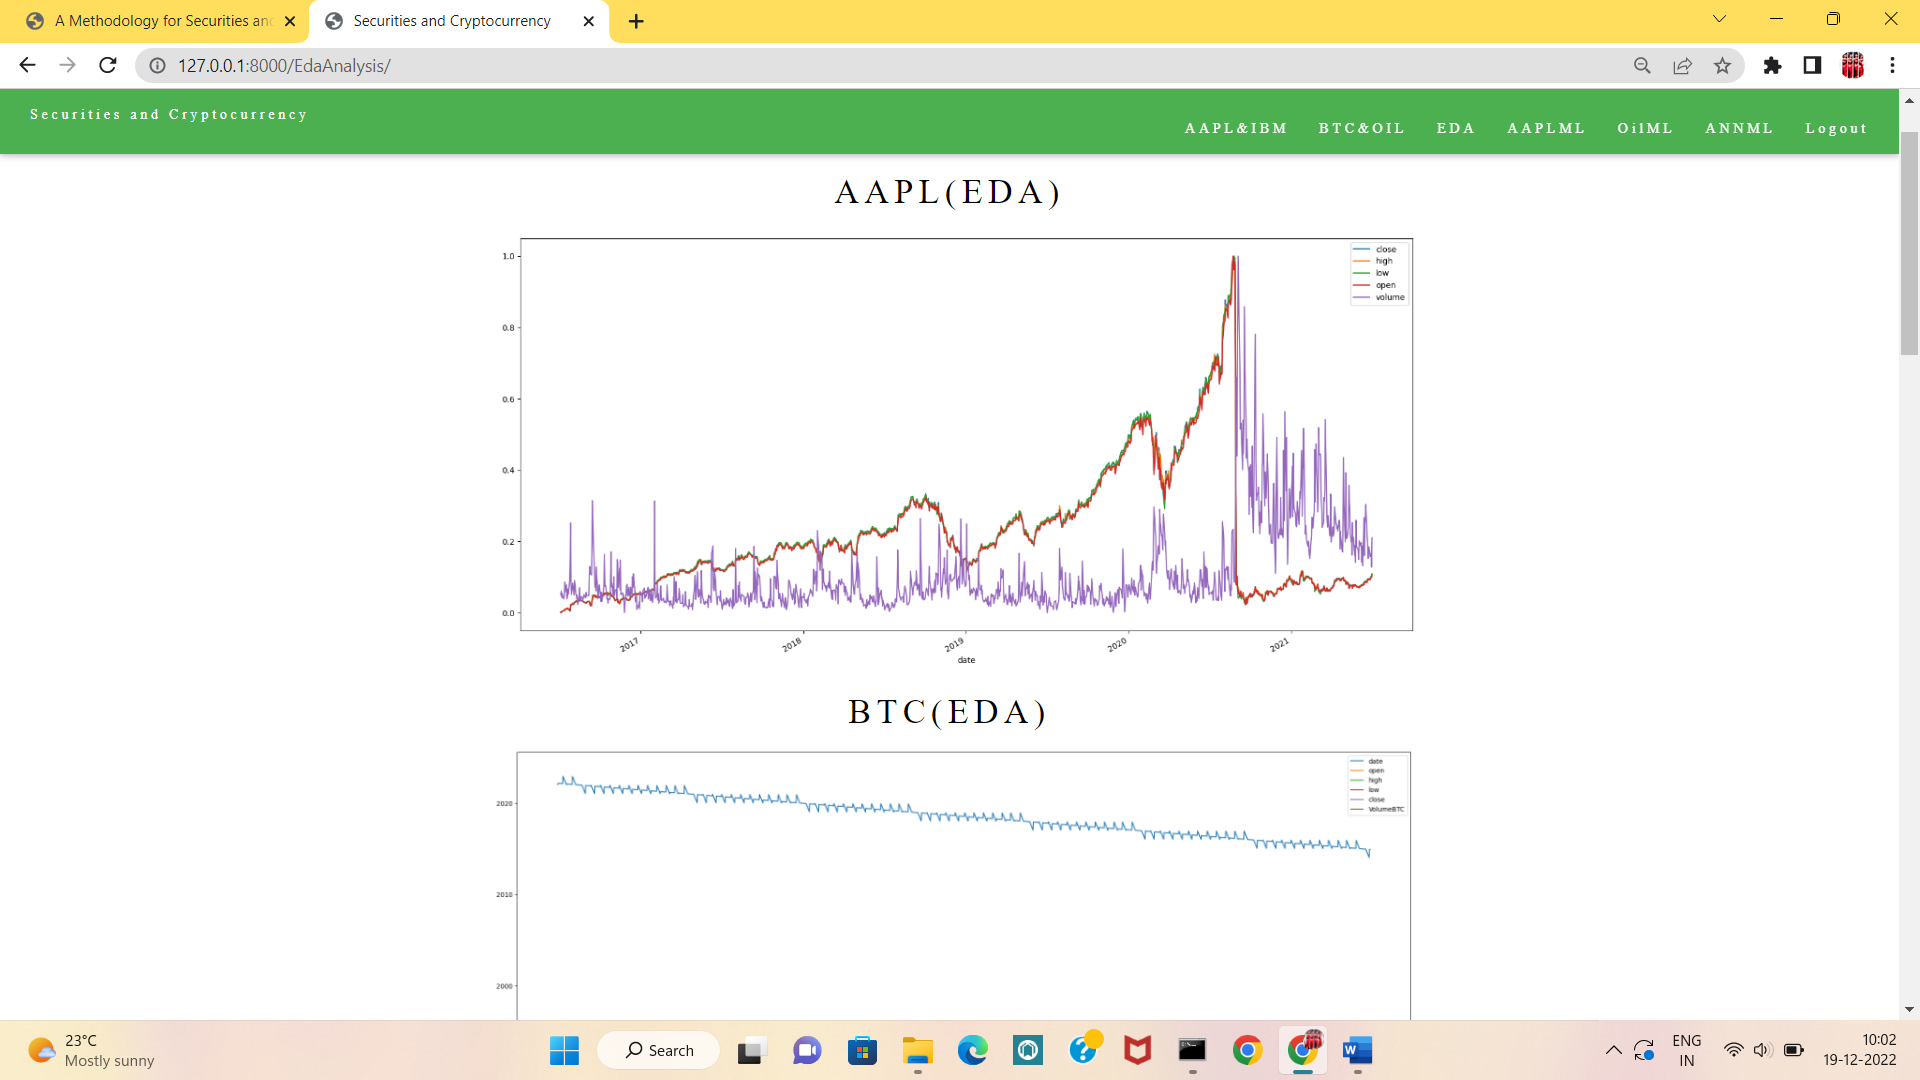 A Methodology for Securities an
Securities and Cryptocurrency
127.0.0.1:8000/EdaAnalysis/
Securities and Cryptocurrency
AAPL&IBM BTC&OIL EDA AAPLML OilML ANNML Logout
AAPL(EDA)
close
high
low
open
volume
1.0
0.8
0.6
0.4
0.2
0.0
2017 2018 2019 2020 2021
date
BTC(EDA)
date
open
high
low
close
VolumeBTC
2020
2010
2000
23°C
Mostly sunny
Search
ENG
IN
10:02
19-12-2022